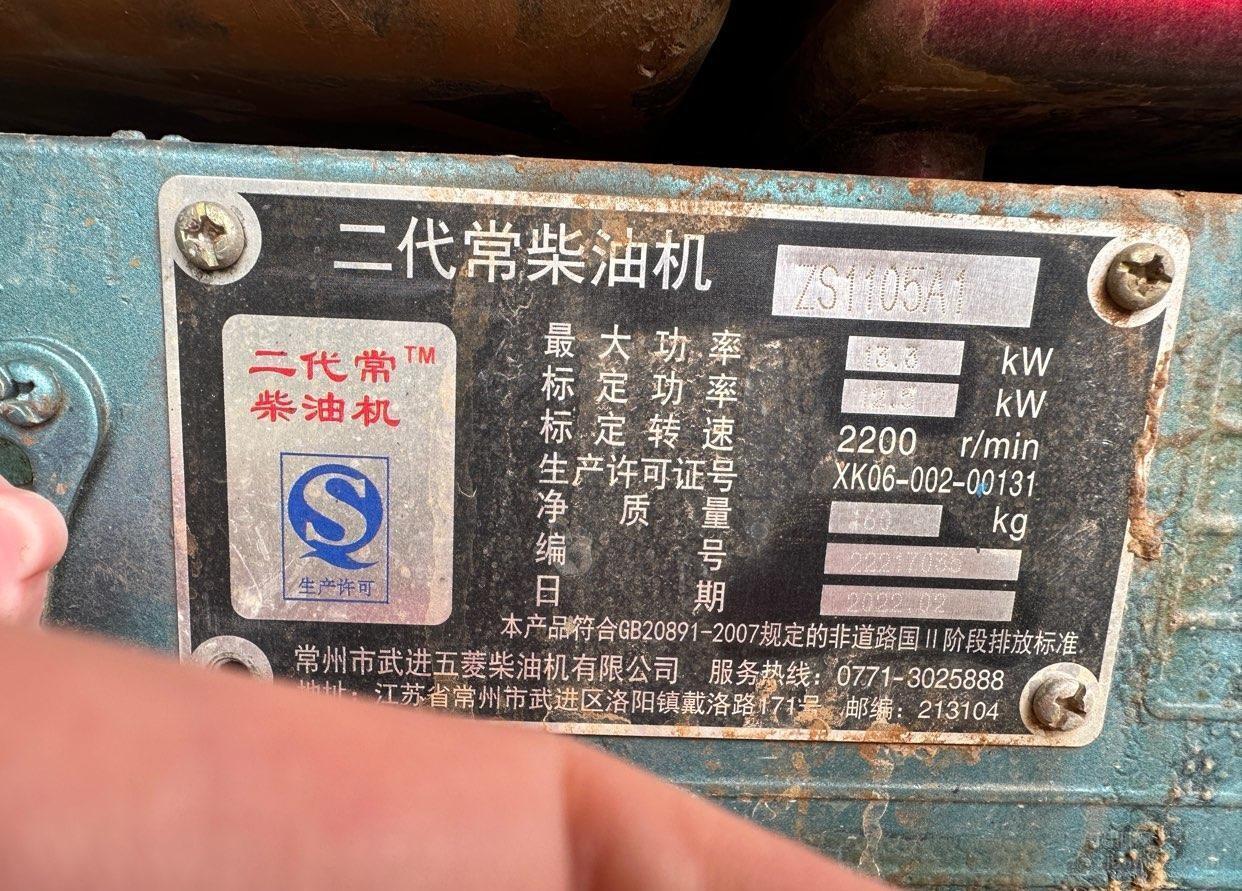 二代常柴油机 ZS1105A1
二代常™
柴油机
生产许可
最大功率 13.3 kW
标定功率 kW
标定转速 2200 r/min
生产许可证号 XK06-002-00131
净质量 kg
编号
日期 2022.02
本产品符合GB20891-2007规定的非道路国II阶段排放标准
常州市武进五菱柴油机有限公司 服务热线：0771-3025888
地址：江苏省常州市武进区洛阳镇戴洛路171号 邮编：213104